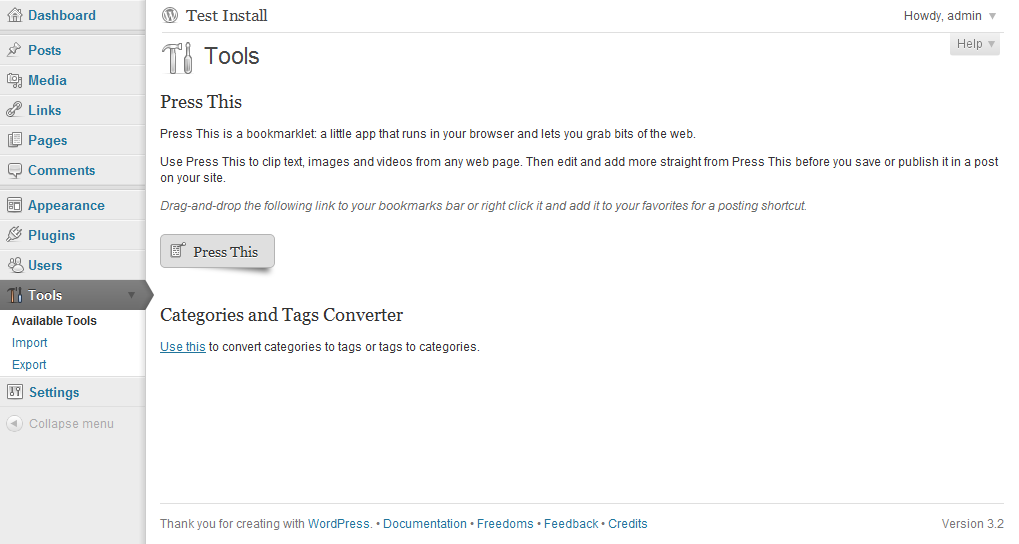 Dashboard
Posts
Media
Links
Pages
Comments
Appearance
Plugins
Users
Tools
Available Tools
Import
Export
Settings
Collapse menu
Test Install
Howdy, admin
Help
Tools
Press This
Press This is a bookmarklet: a little app that runs in your browser and lets you grab bits of the web.
Use Press This to clip text, images and videos from any web page. Then edit and add more straight from Press This before you save or publish it in a post
on your site.
Drag-and-drop the following link to your bookmarks bar or right click it and add it to your favorites for a posting shortcut.
Press This
Categories and Tags Converter
Use this to convert categories to tags or tags to categories.
Thank you for creating with WordPress. • Documentation • Freedoms • Feedback • Credits
Version 3.2